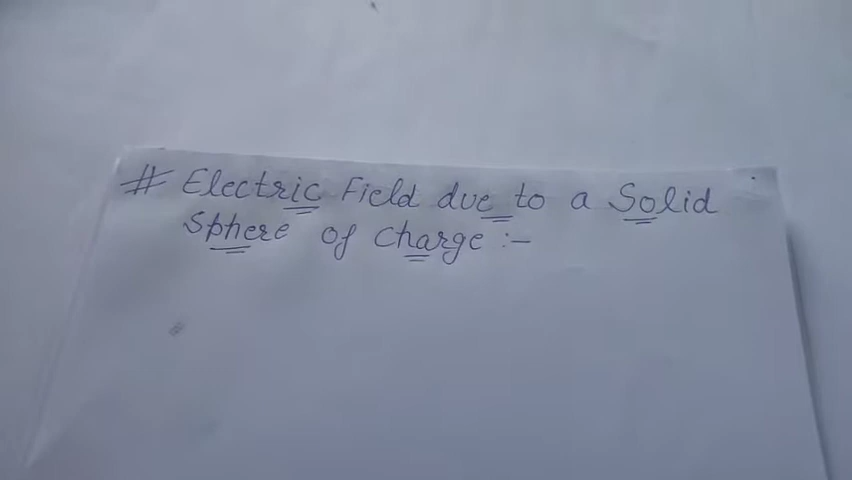 # Electric Field due to a Solid
Sphere of charge :-